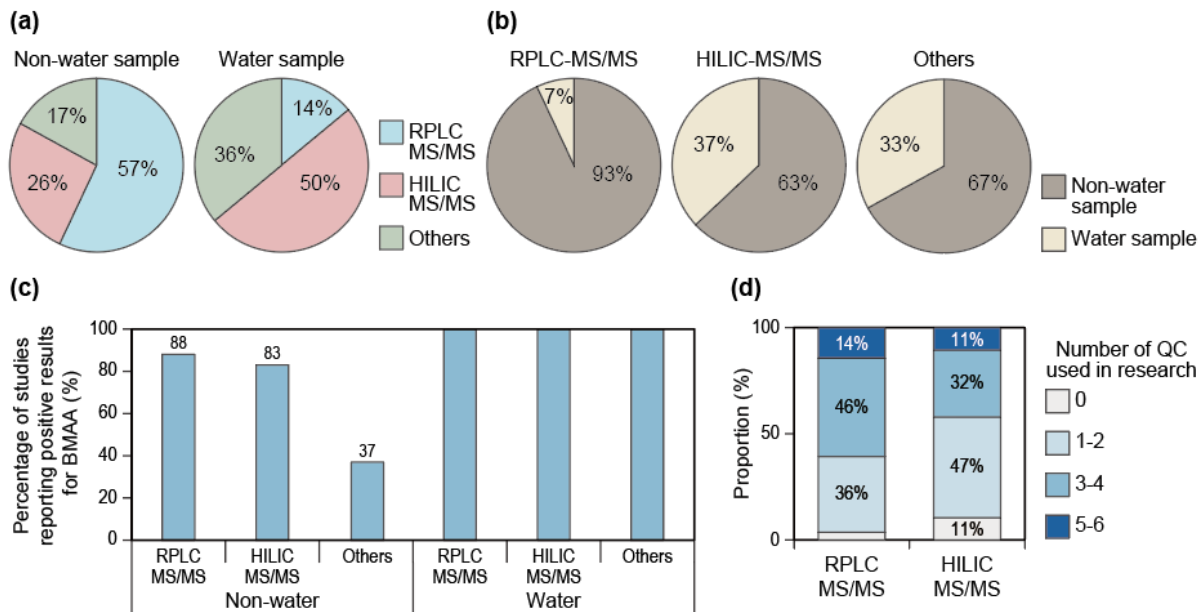 (a)
Non-water sample
Water sample
17%
57%
26%
14%
36%
50%
RPLC
MS/MS
HILIC
MS/MS
Others
(b)
RPLC-MS/MS
HILIC-MS/MS
Others
7%
93%
37%
63%
33%
67%
Non-water
sample
Water sample
(c)
Percentage of studies
reporting positive results
for BMAA (%)
100
80
60
40
20
0
88
83
37
RPLC
MS/MS
HILIC
MS/MS
Others
RPLC
MS/MS
HILIC
MS/MS
Others
Non-water
Water
(d)
Proportion (%)
100
50
0
14%
46%
36%
11%
32%
47%
11%
RPLC
MS/MS
HILIC
MS/MS
Number of QC
used in research
0
1-2
3-4
5-6